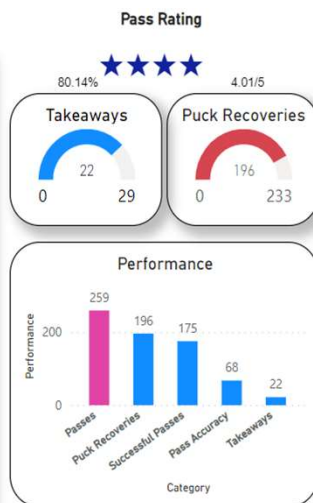 Pass Rating
80.14% 4.01/5
Takeaways
22
0 29
Puck Recoveries
196
0 233
Performance
Performance
259
196
175
68
22
200
0
Passes
Puck Recoveries
Successful Passes
Pass Accuracy
Takeaways
Category